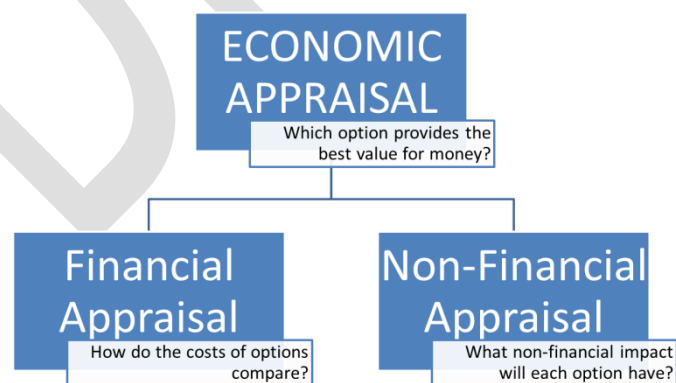 ECONOMIC
APPRAISAL
Which option provides the
best value for money?
Financial
Appraisal
How do the costs of options
compare?
Non-Financial
Appraisal
What non-financial impact
will each option have?